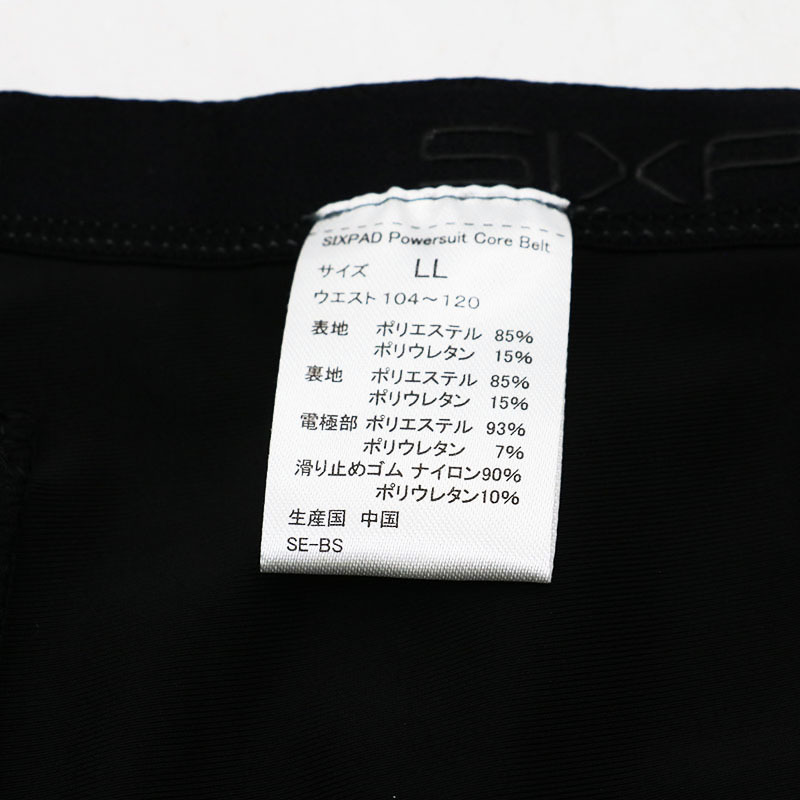 SIXP
SIXPAD Powersuit Core Belt
サイズ LL
ウエスト 104～120
表地 ポリエステル 85%
ポリウレタン 15%
裏地 ポリエステル 85%
ポリウレタン 15%
電極部 ポリエステル 93%
ポリウレタン 7%
滑り止めゴム ナイロン90%
ポリウレタン10%
生産国 中国
SE-BS